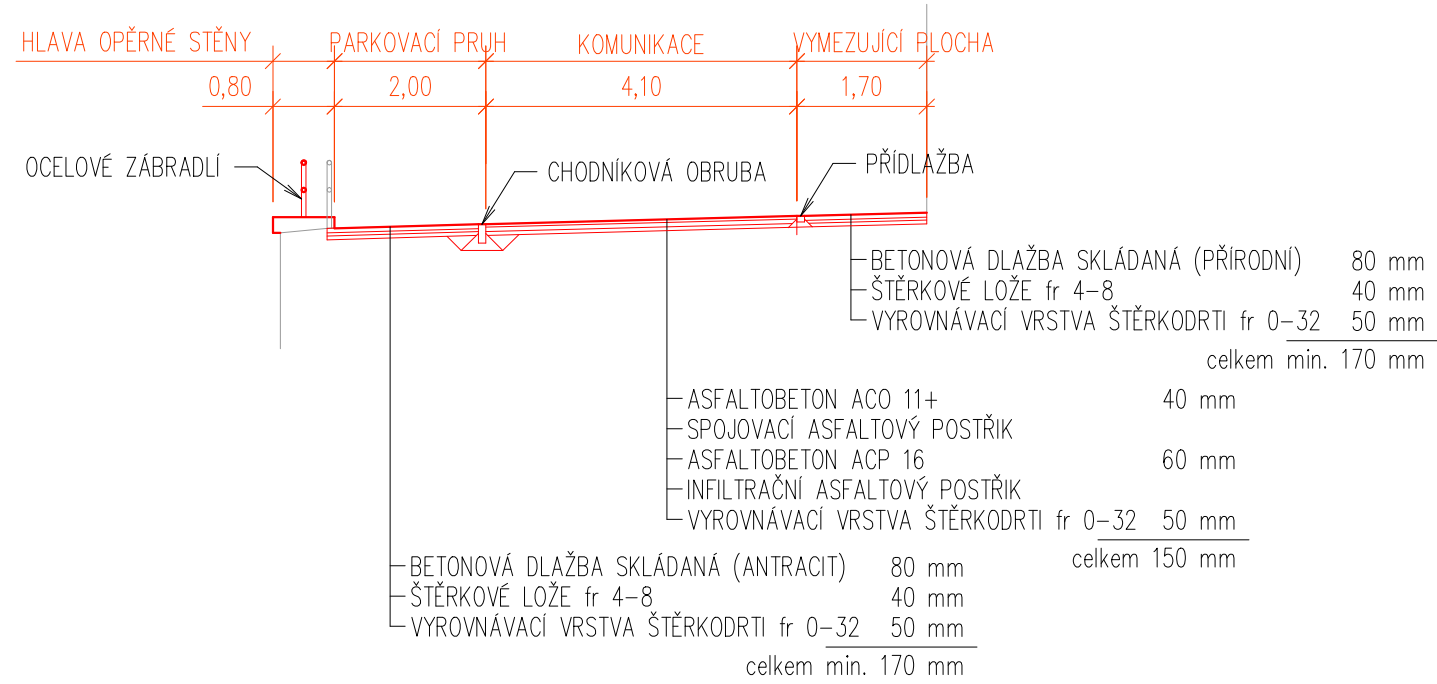 HLAVA OPĚRNÉ STĚNY PARKOVACÍ PRUH KOMUNIKACE VYMEZUJÍCÍ PLOCHA
0,80 2,00 4,10 1,70
OCELOVÉ ZÁBRADLÍ
CHODNÍKOVÁ OBRUBA
PŘÍDLAŽBA
BETONOVÁ DLAŽBA SKLÁDANÁ (PŘÍRODNÍ) 80 mm
ŠTĚRKOVÉ LOŽE fr 4-8 40 mm
VYROVNÁVACÍ VRSTVA ŠTĚRKODRTI fr 0-32 50 mm
celkem min. 170 mm
ASFALTOBETON ACO 11+ 40 mm
SPOJOVACÍ ASFALTOVÝ POSTŘIK
ASFALTOBETON ACP 16 60 mm
INFILTRAČNÍ ASFALTOVÝ POSTŘIK
VYROVNÁVACÍ VRSTVA ŠTĚRKODRTI fr 0-32 50 mm
celkem 150 mm
BETONOVÁ DLAŽBA SKLÁDANÁ (ANTRACIT) 80 mm
ŠTĚRKOVÉ LOŽE fr 4-8 40 mm
VYROVNÁVACÍ VRSTVA ŠTĚRKODRTI fr 0-32 50 mm
celkem min. 170 mm